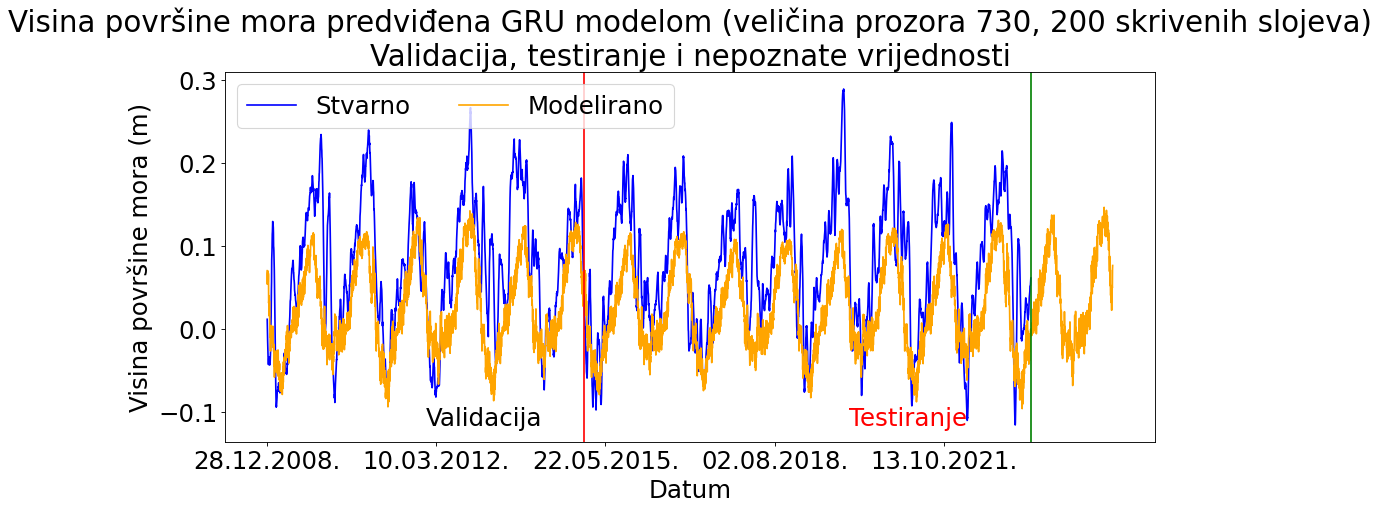 Visina površine mora predviđena GRU modelom (veličina prozora 730, 200 skrivenih slojeva)
Validacija, testiranje i nepoznate vrijednosti
Stvarno Modelirano
Visina površine mora (m)
0.3
0.2
0.1
0.0
−0.1
Validacija
Testiranje
28.12.2008. 10.03.2012. 22.05.2015. 02.08.2018. 13.10.2021.
Datum